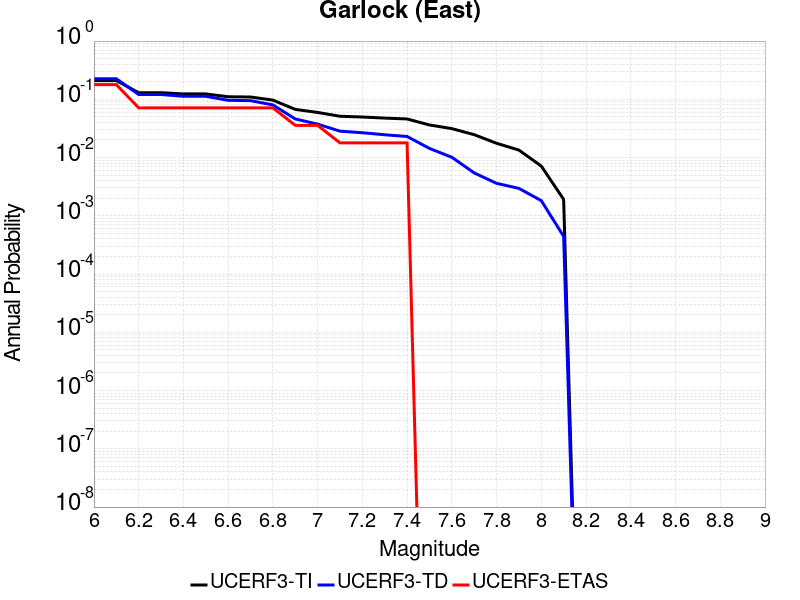 Garlock (East)
10^0
10^-1
10^-2
10^-3
10^-4
10^-5
10^-6
10^-7
10^-8
Annual Probability
6 6.2 6.4 6.6 6.8 7 7.2 7.4 7.6 7.8 8 8.2 8.4 8.6 8.8 9
Magnitude
UCERF3-TI UCERF3-TD UCERF3-ETAS